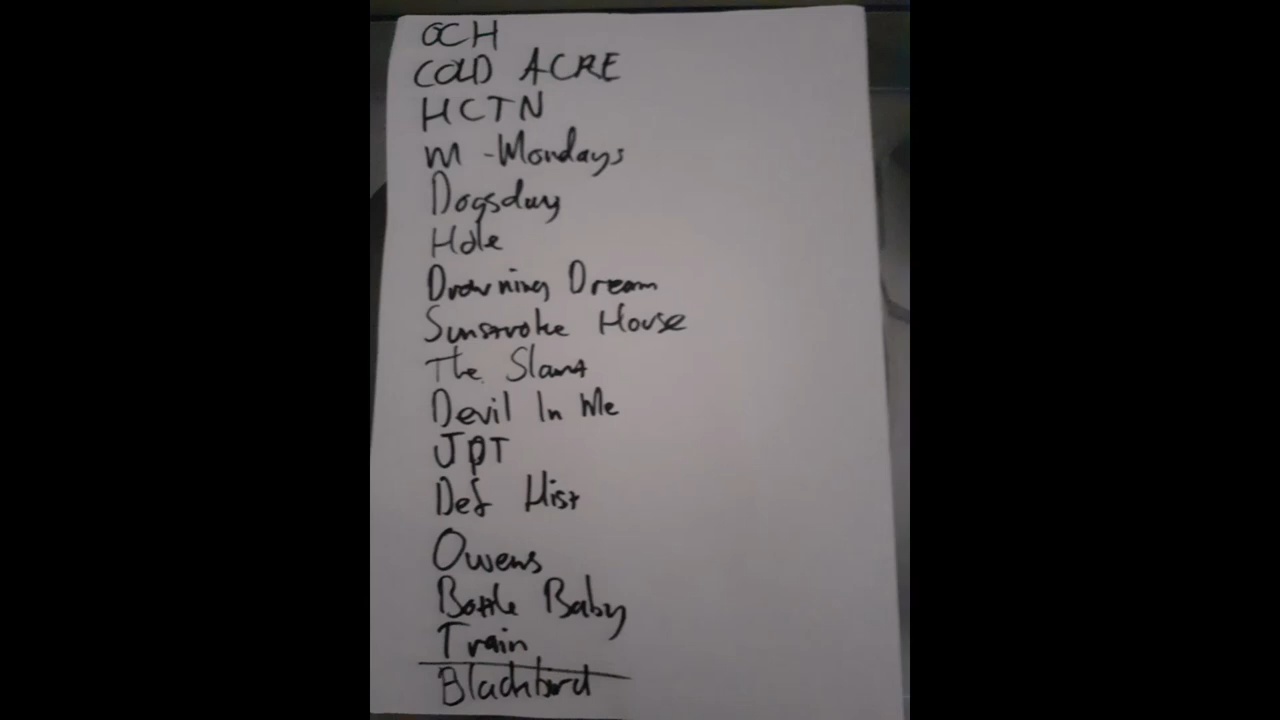 OCH
COLD ACRE
HCTN
M - Mondays
Dogsday
Hole
Drowning Dream
Sunstroke House
The Slant
Devil In Me
JPT
Def Hist
Owens
Bottle Baby
Train
Blackbird